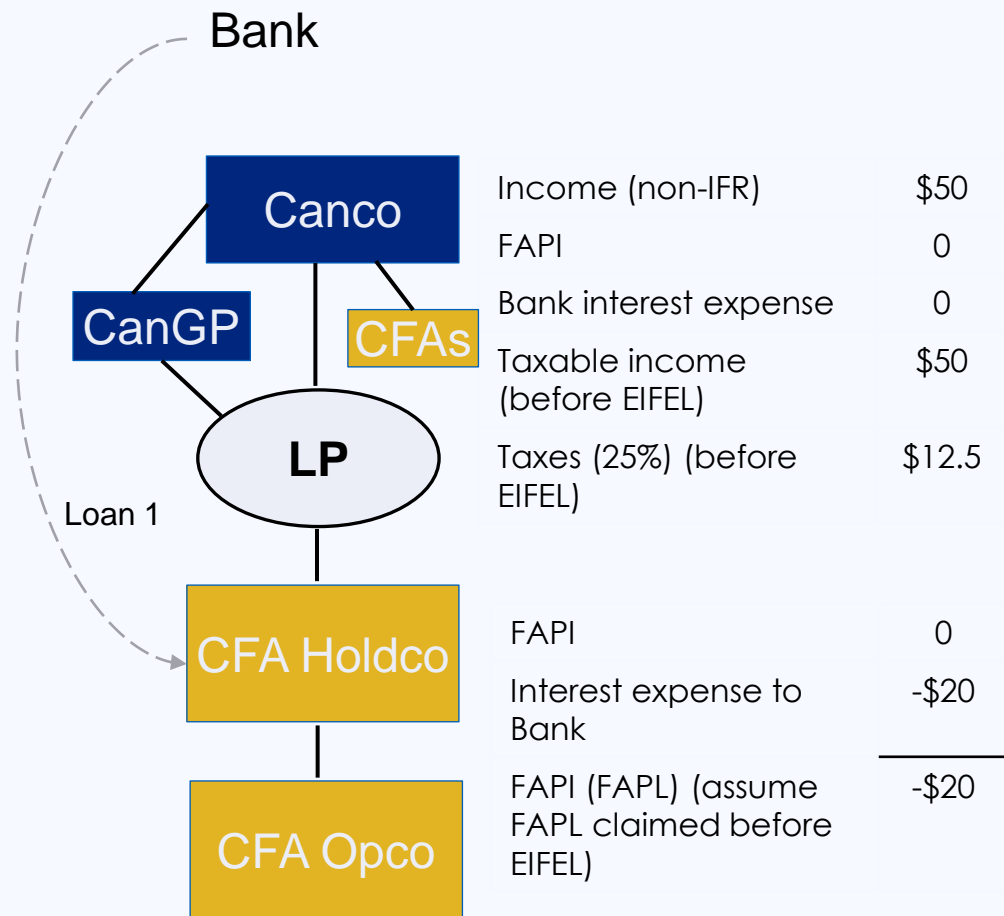 Bank
Canco
CanGP
CFAs
LP
Loan 1
CFA Holdco
CFA Opco
Income (non-IFR) $50
FAPI 0
Bank interest expense 0
Taxable income $50
(before EIFEL)
Taxes (25%) (before $12.5
EIFEL)
FAPI 0
Interest expense to -$20
Bank
FAPI (FAPL) (assume -$20
FAPL claimed before
EIFEL)